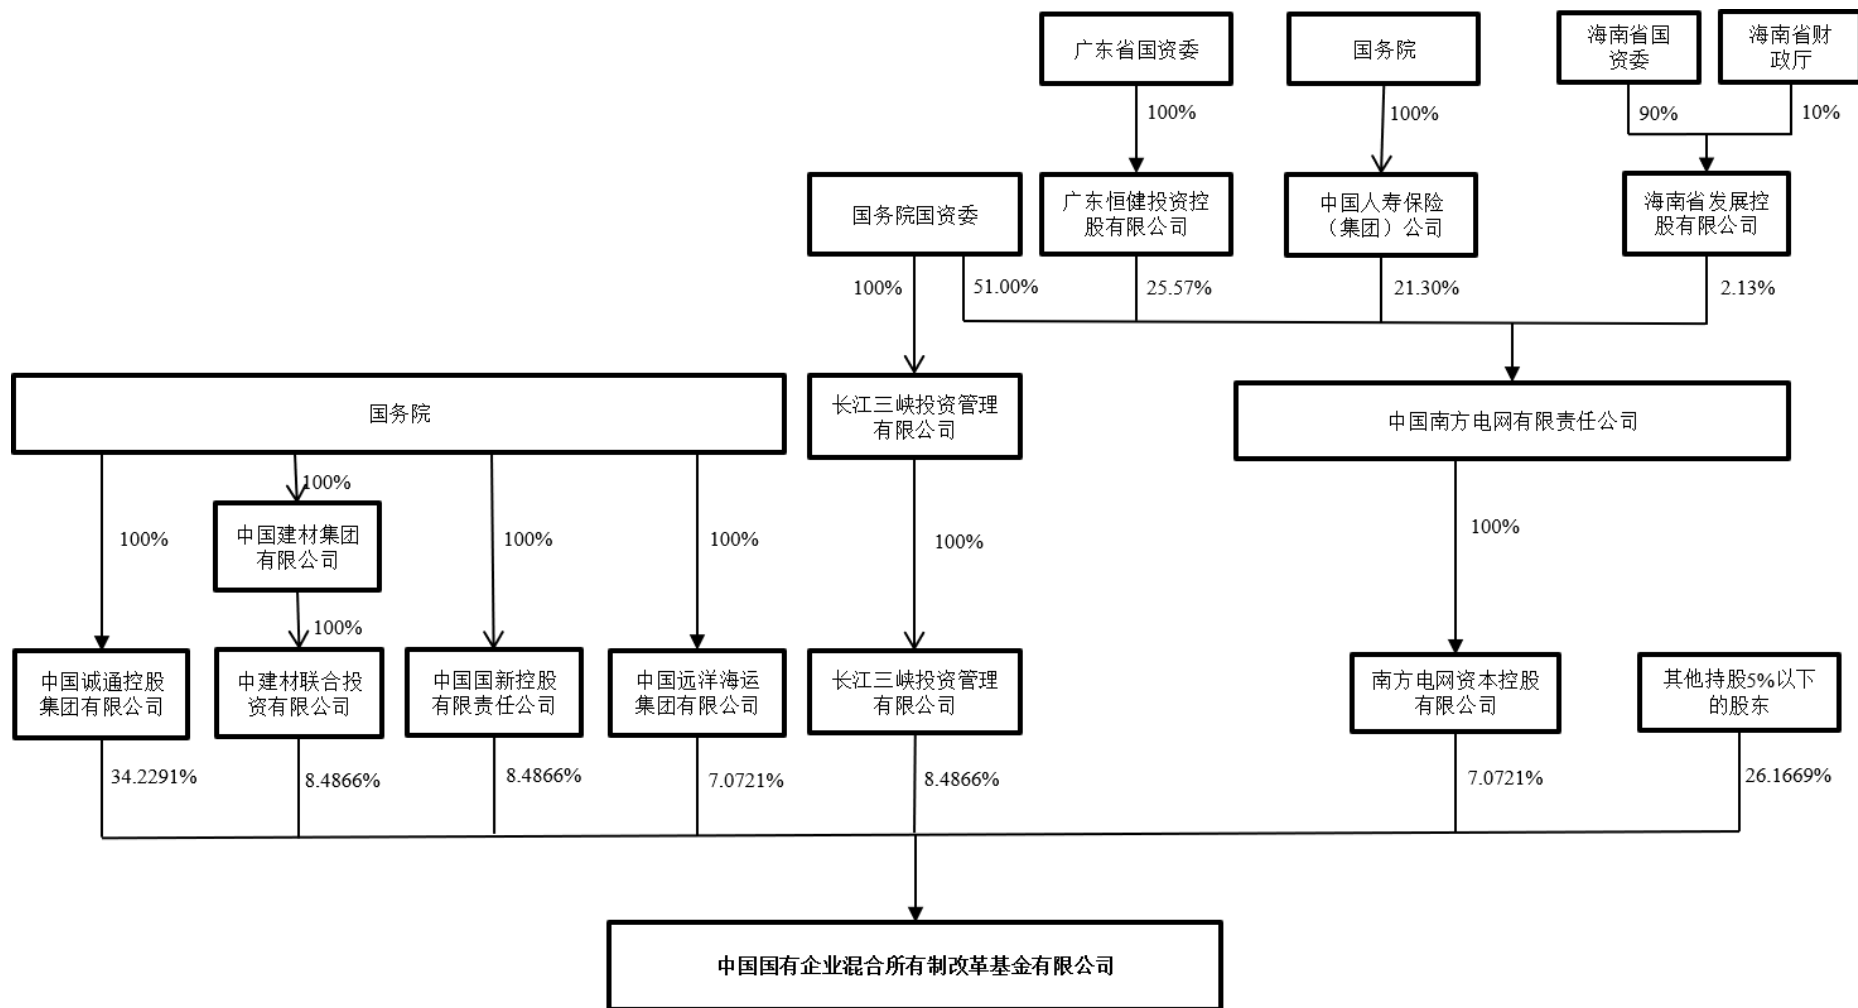 广东省国资委
国务院
海南省国
资委
海南省财
政厅
100%
100%
90%
10%
国务院国资委
广东恒健投资控
股有限公司
中国人寿保险
（集团）公司
海南省发展控
股有限公司
100%
51.00%
25.57%
21.30%
2.13%
国务院
长江三峡投资管理
有限公司
中国南方电网有限责任公司
100%
100%
中国建材集团
有限公司
100%
100%
100%
100%
100%
中国诚通控股
集团有限公司
中建材联合投
资有限公司
中国国新控股
有限责任公司
中国远洋海运
集团有限公司
长江三峡投资管理
有限公司
南方电网资本控股
有限公司
其他持股5%以下
的股东
34.2291%
8.4866%
8.4866%
7.0721%
8.4866%
7.0721%
26.1669%
中国国有企业混合所有制改革基金有限公司